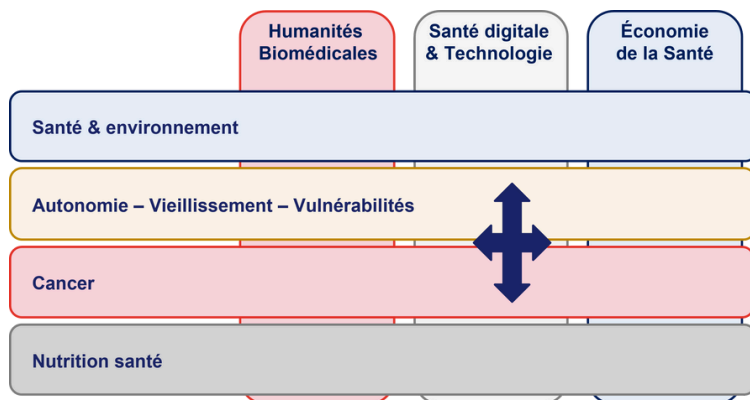 Humanités
Biomédicales
Santé digitale
& Technologie
Économie
de la Santé
Santé & environnement
Autonomie – Vieillissement – Vulnérabilités
Cancer
Nutrition santé